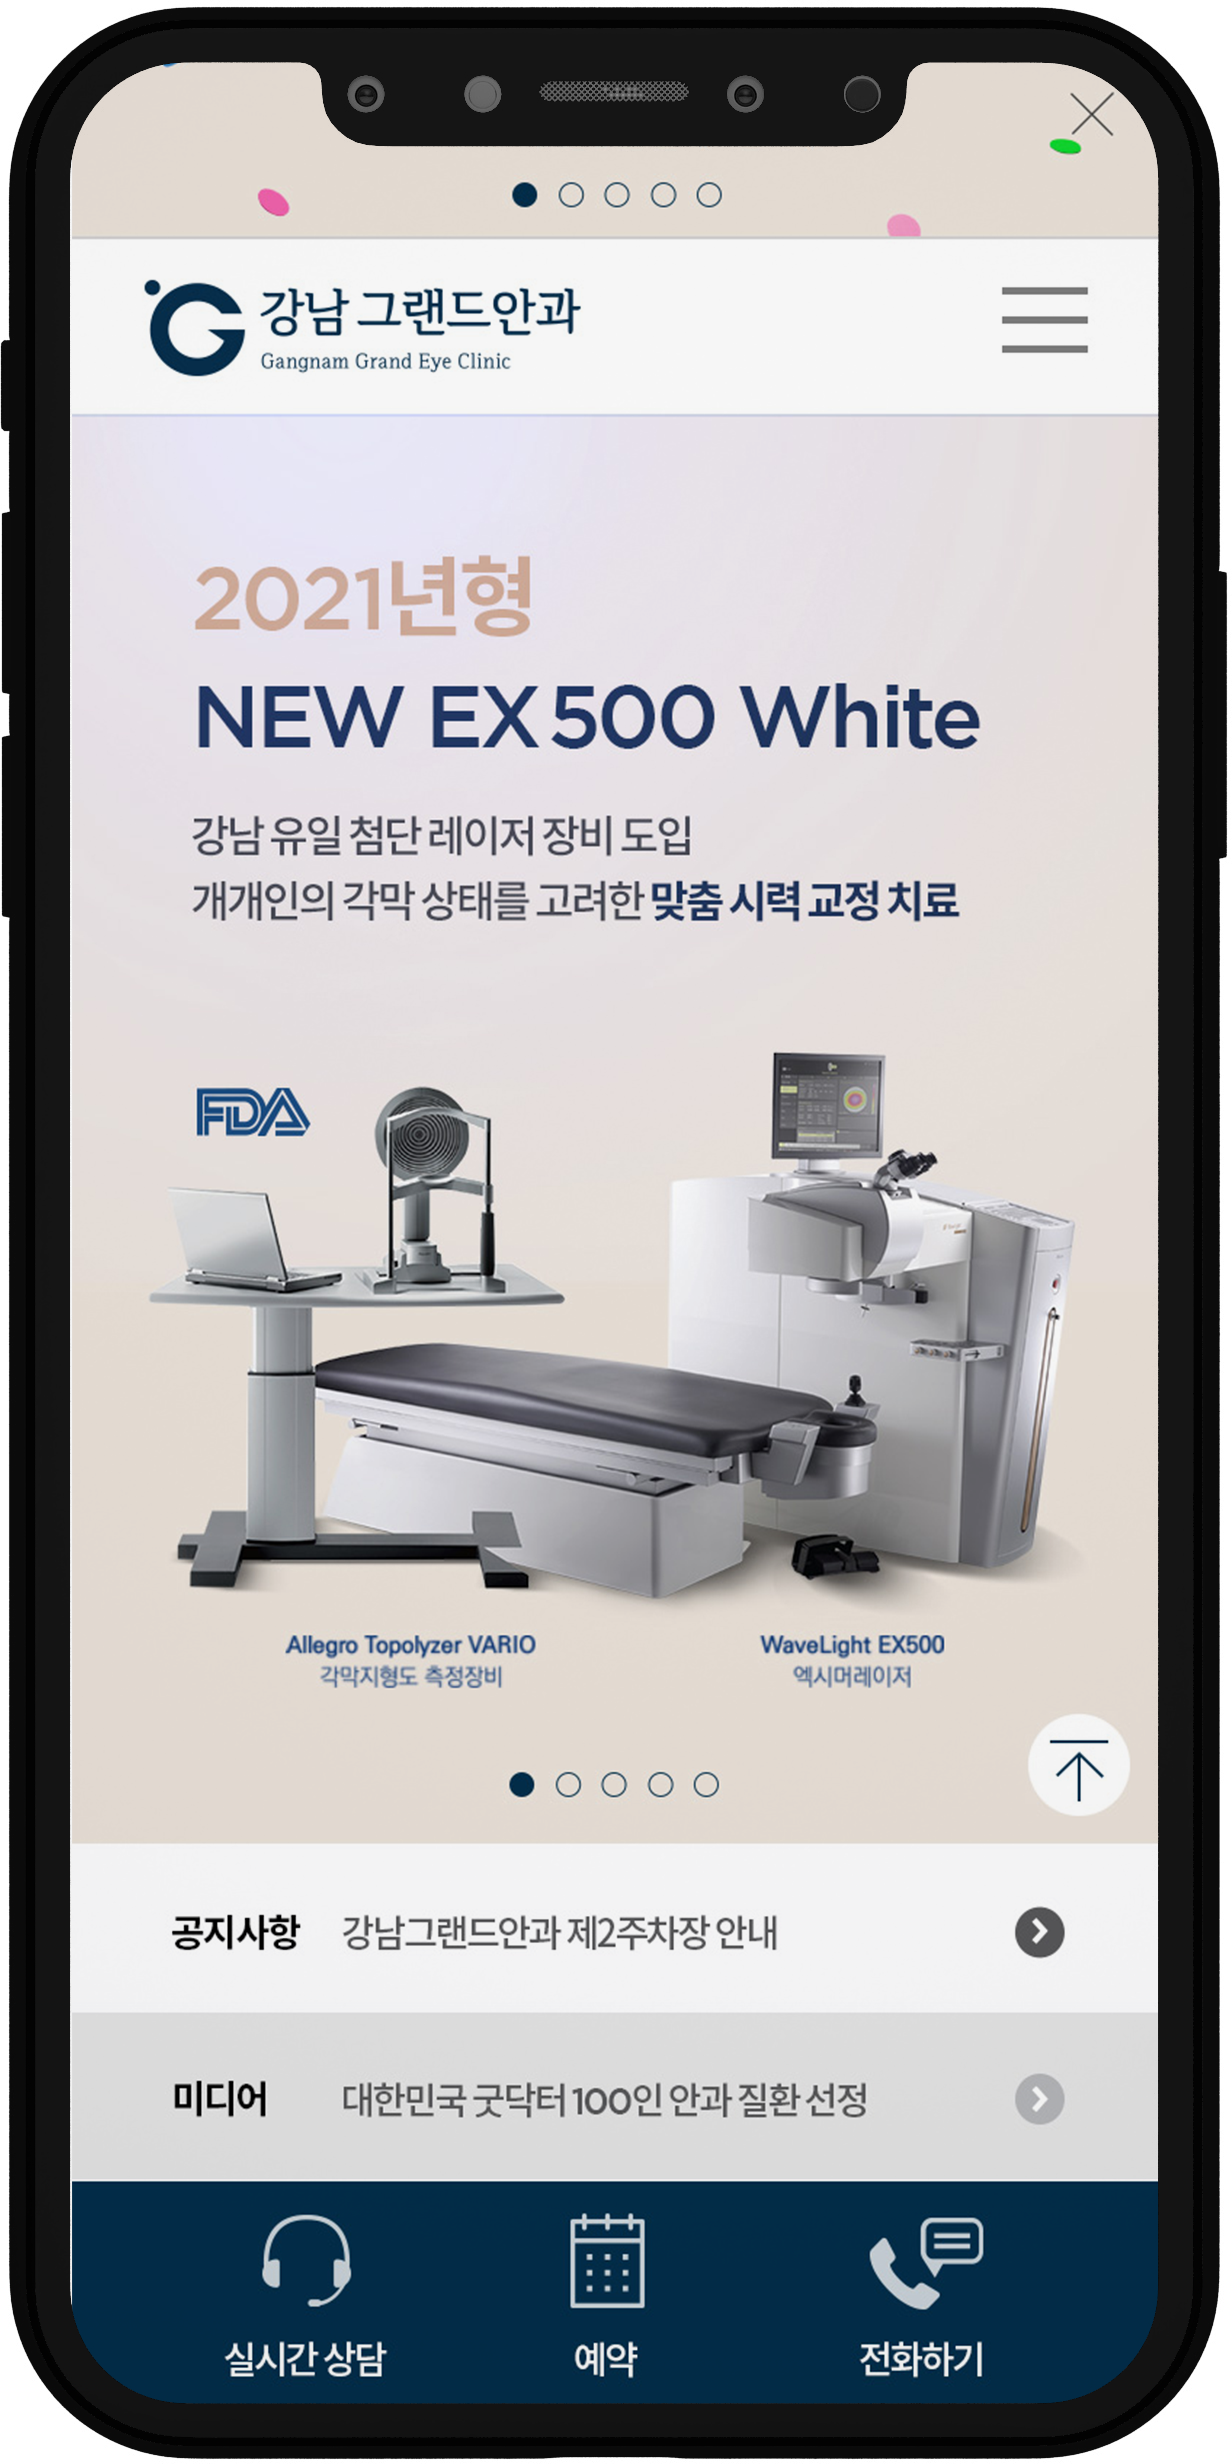 강남 그랜드안과
Gangnam Grand Eye Clinic
2021년형
NEW EX500 White
강남 유일 첨단 레이저 장비 도입
개개인의 각막 상태를 고려한 맞춤 시력 교정 치료
FDA
Allegro Topolyzer VARIO
각막지형도 측정장비
WaveLight EX500
엑시머레이저
공지사항 강남그랜드안과 제2주차장 안내
미디어 대한민국 굿닥터 100인 안과 질환 선정
실시간 상담
예약
전화하기